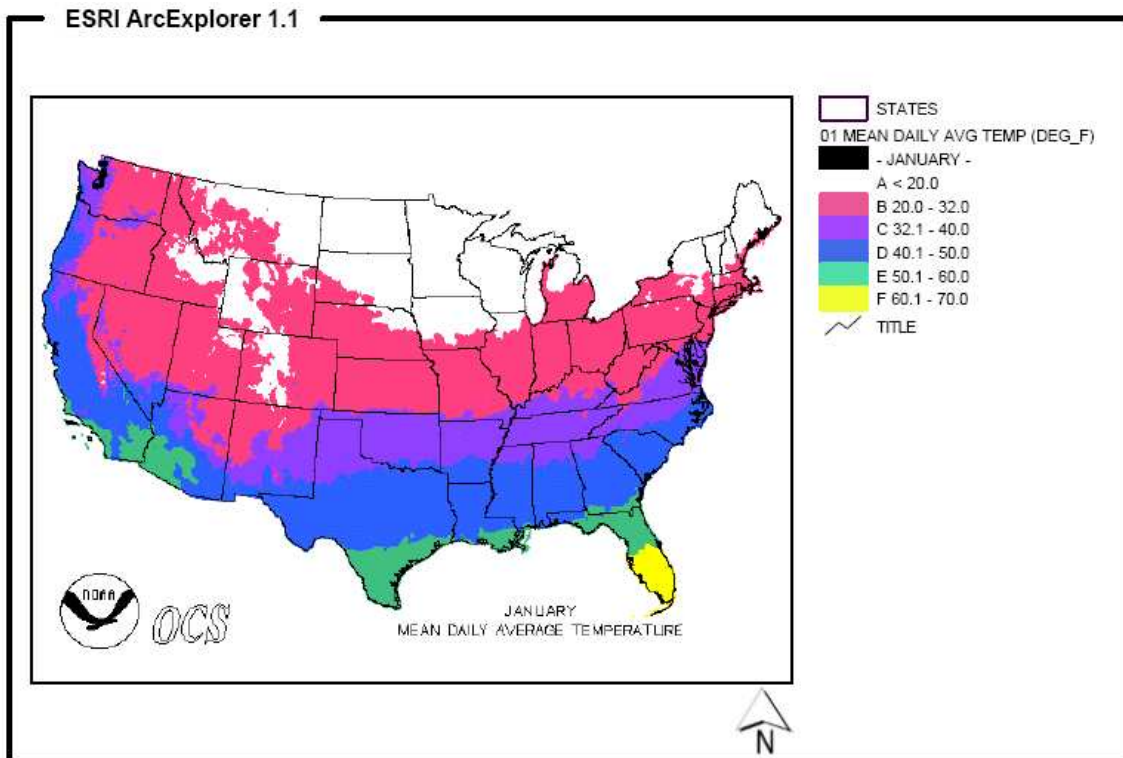 ESRI ArcExplorer 1.1
STATES
01 MEAN DAILY AVG TEMP (DEG_F)
- JANUARY -
A < 20.0
B 20.0 - 32.0
C 32.1 - 40.0
D 40.1 - 50.0
E 50.1 - 60.0
F 60.1 - 70.0
TITLE
NOAA
OCS
JANUARY
MEAN DAILY AVERAGE TEMPERATURE
N